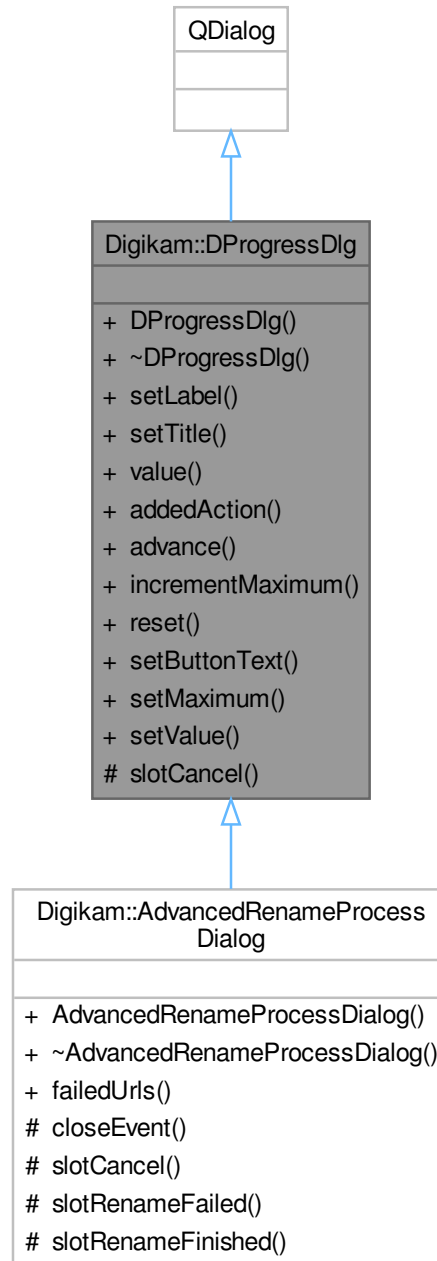 QDialog
Digikam::DProgressDlg
+ DProgressDlg()
+ ~DProgressDlg()
+ setLabel()
+ setTitle()
+ value()
+ addedAction()
+ advance()
+ incrementMaximum()
+ reset()
+ setButtonText()
+ setMaximum()
+ setValue()
# slotCancel()
Digikam::AdvancedRenameProcess
Dialog
+ AdvancedRenameProcessDialog()
+ ~AdvancedRenameProcessDialog()
+ failedUrls()
# closeEvent()
# slotCancel()
# slotRenameFailed()
# slotRenameFinished()